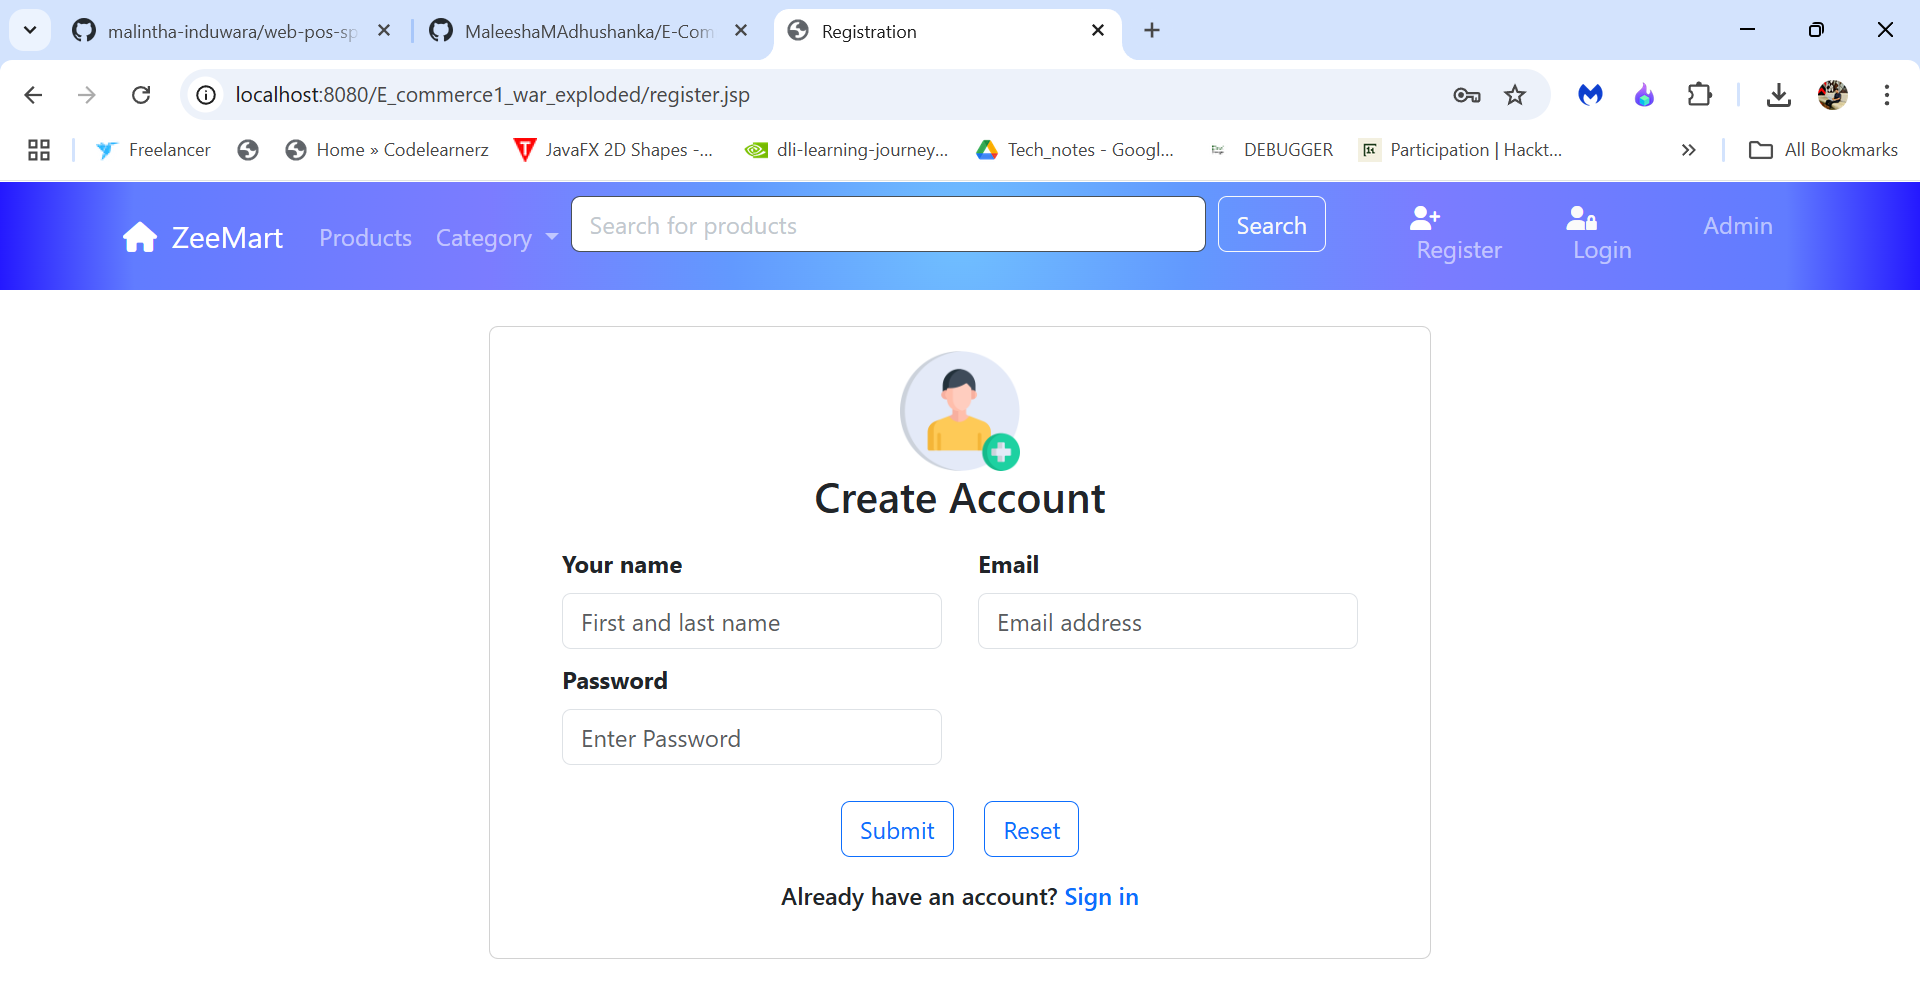 malintha-induwara/web-pos-sp
MaleeshaMAdhushanka/E-Com
Registration
localhost:8080/E_commerce1_war_exploded/register.jsp
Freelancer
Home » Codelearnerz
JavaFX 2D Shapes -...
dli-learning-journey...
Tech_notes - Googl...
DEBUGGER
Participation | Hackt...
All Bookmarks
ZeeMart
Products
Category
Search for products
Search
Register
Login
Admin
Create Account
Your name
Email
First and last name
Email address
Password
Enter Password
Submit
Reset
Already have an account? Sign in